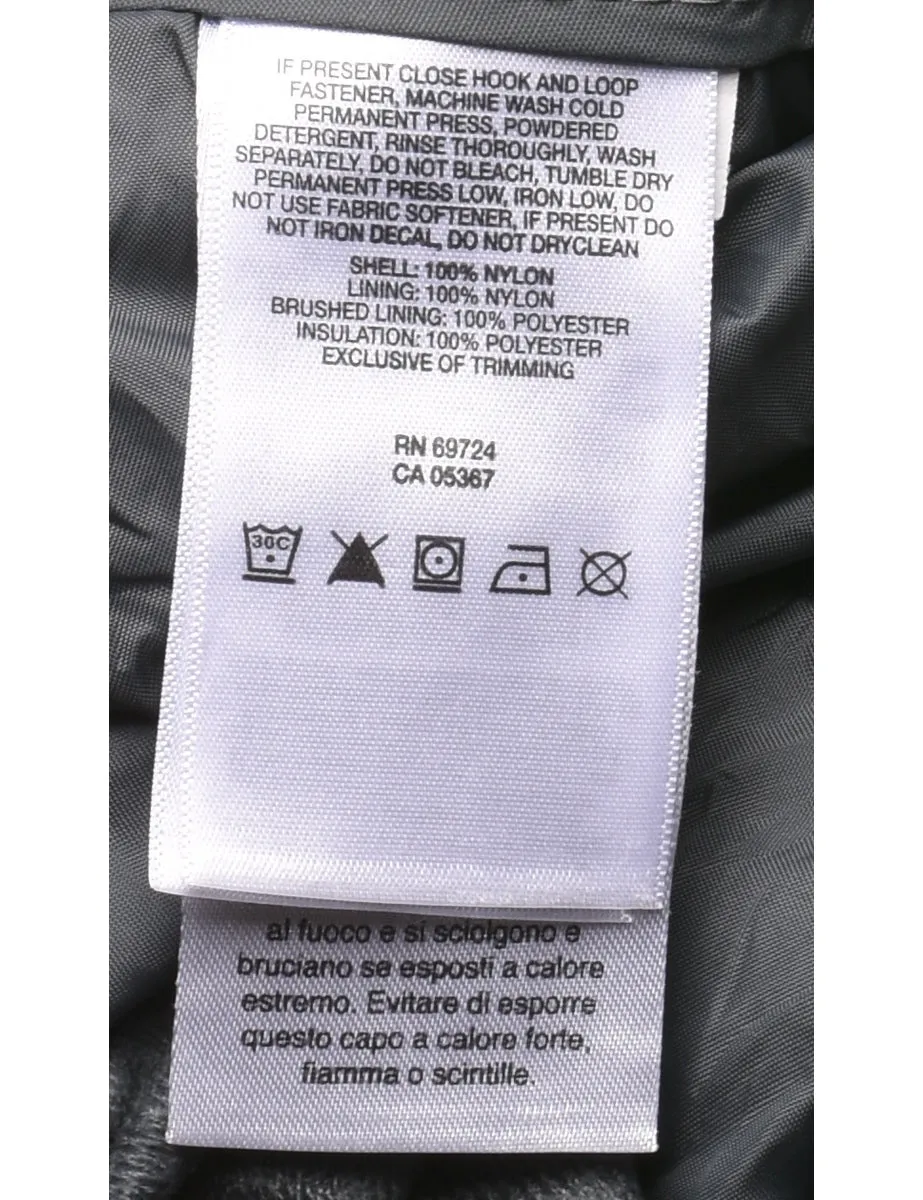 IF PRESENT CLOSE HOOK AND LOOP
FASTENER, MACHINE WASH COLD
PERMANENT PRESS, POWDERED
DETERGENT, RINSE THOROUGHLY, WASH
SEPARATELY, DO NOT BLEACH, TUMBLE DRY
PERMANENT PRESS LOW, IRON LOW, DO
NOT USE FABRIC SOFTENER, IF PRESENT DO
NOT IRON DECAL, DO NOT DRYCLEAN
SHELL: 100% NYLON
LINING: 100% NYLON
BRUSHED LINING: 100% POLYESTER
INSULATION: 100% POLYESTER
EXCLUSIVE OF TRIMMING
RN 69724
CA 05367
30C
al fuoco e si sciolgono e
bruciano se esposti a calore
estremo. Evitare di esporre
questo capo a calore forte,
fiamma o scintille.